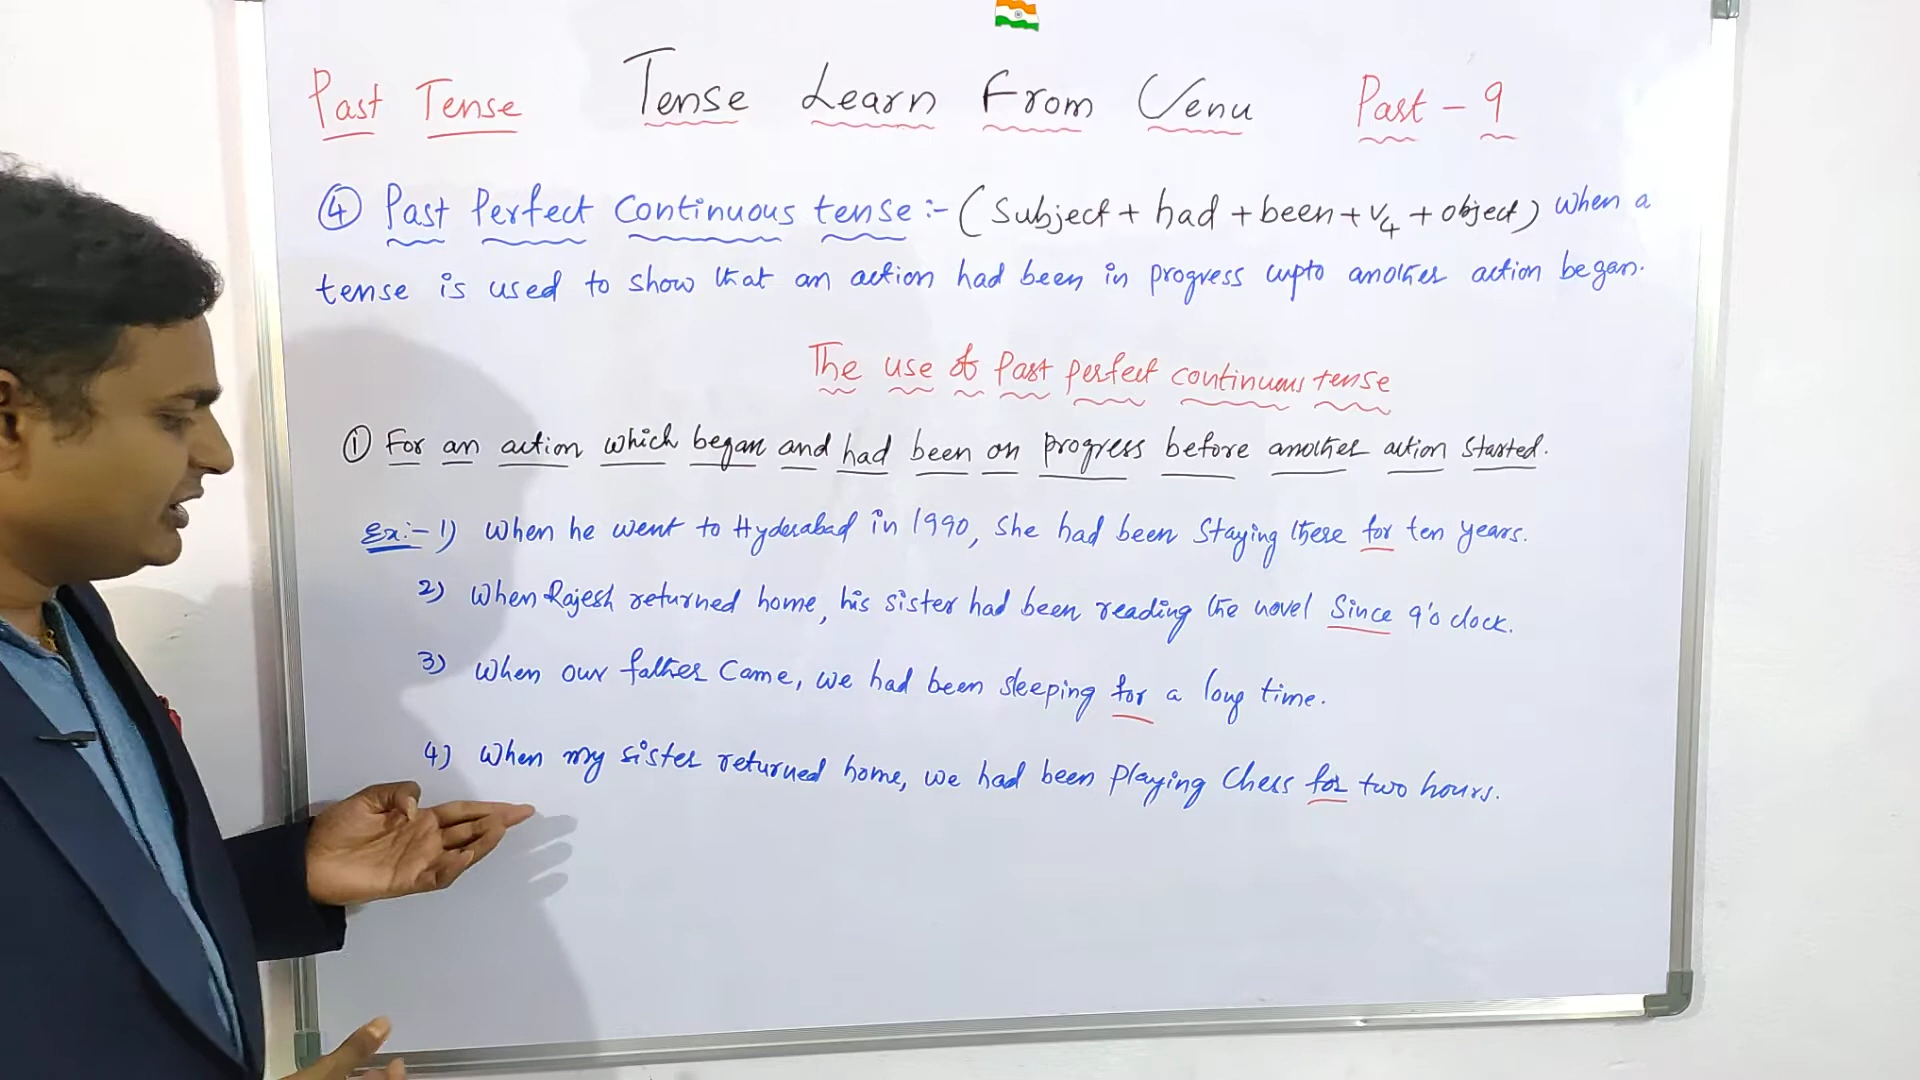 Past Tense Tense Learn From Venu Past - 9
④ Past Perfect Continuous tense :- (Subject + had + been + V4 + object) When a
tense is used to show that an action had been in progress upto another action began.
The use of Past perfect continuous tense
① For an action which began and had been on progress before another action started.
Ex:- 1) When he went to Hyderabad in 1990, She had been Staying there for ten years.
2) When Rajesh returned home, his sister had been reading the novel Since 9'o clock.
3) When our father Came, we had been sleeping for a long time.
4) When my sister returned home, we had been Playing Chess for two hours.